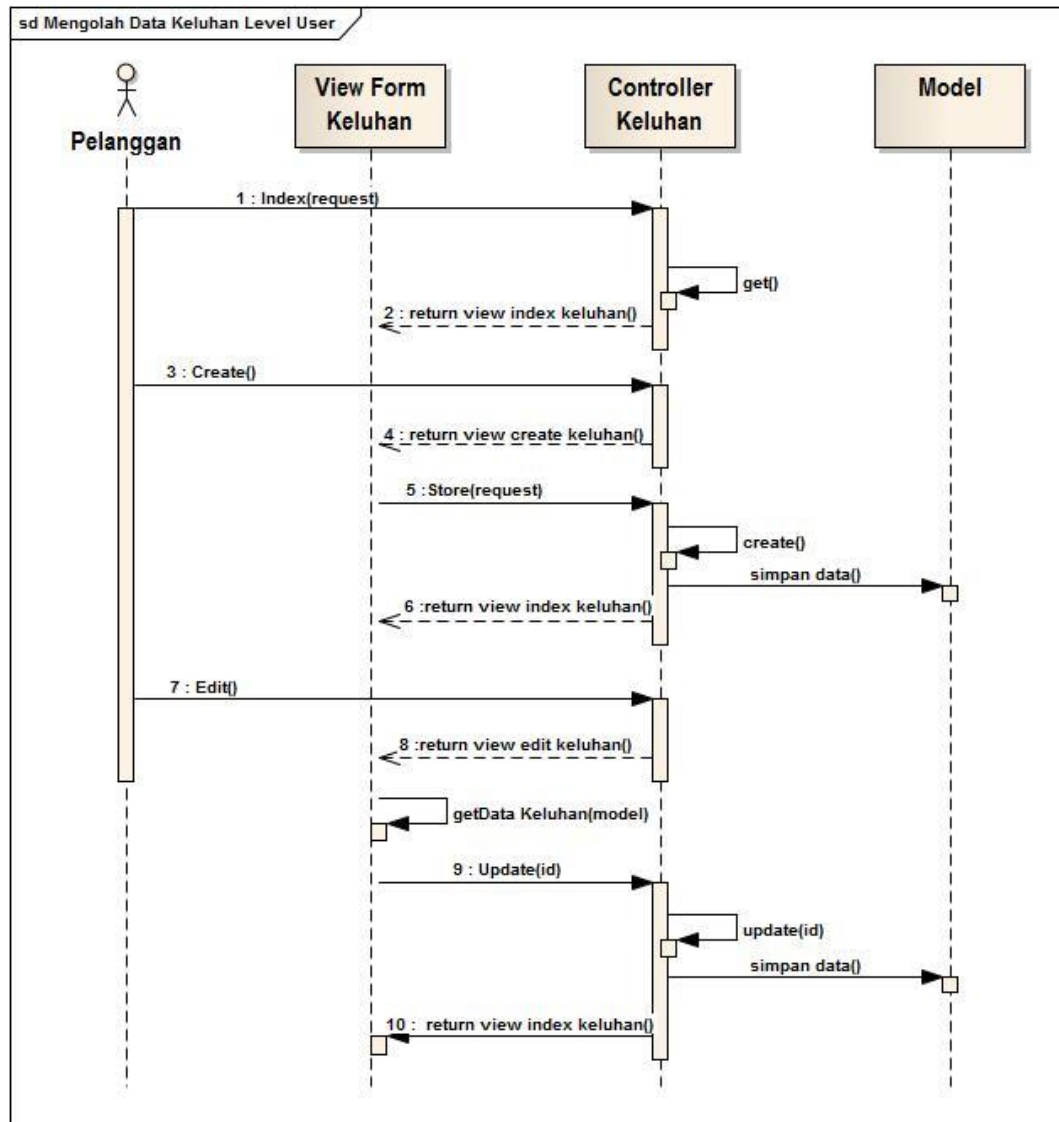 sd Mengolah Data Keluhan Level User
Pelanggan
View Form
Keluhan
Controller
Keluhan
Model
1 : Index(request)
get()
2 : return view index keluhan()
3 : Create()
4 : return view create keluhan()
5 :Store(request)
create()
simpan data()
6 :return view index keluhan()
7 : Edit()
8 :return view edit keluhan()
getData Keluhan(model)
9 : Update(id)
update(id)
simpan data()
10 : return view index keluhan()